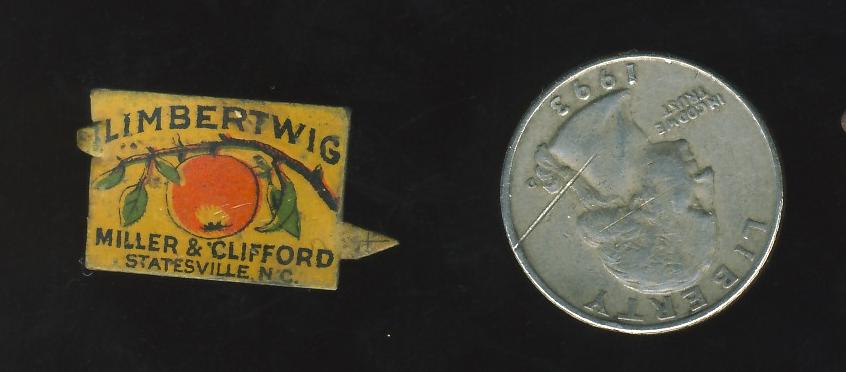 LIMBERTWIG
MILLER & CLIFFORD
STATESVILLE, N.C.
1993
IN GOD WE
TRUST
LIBERTY